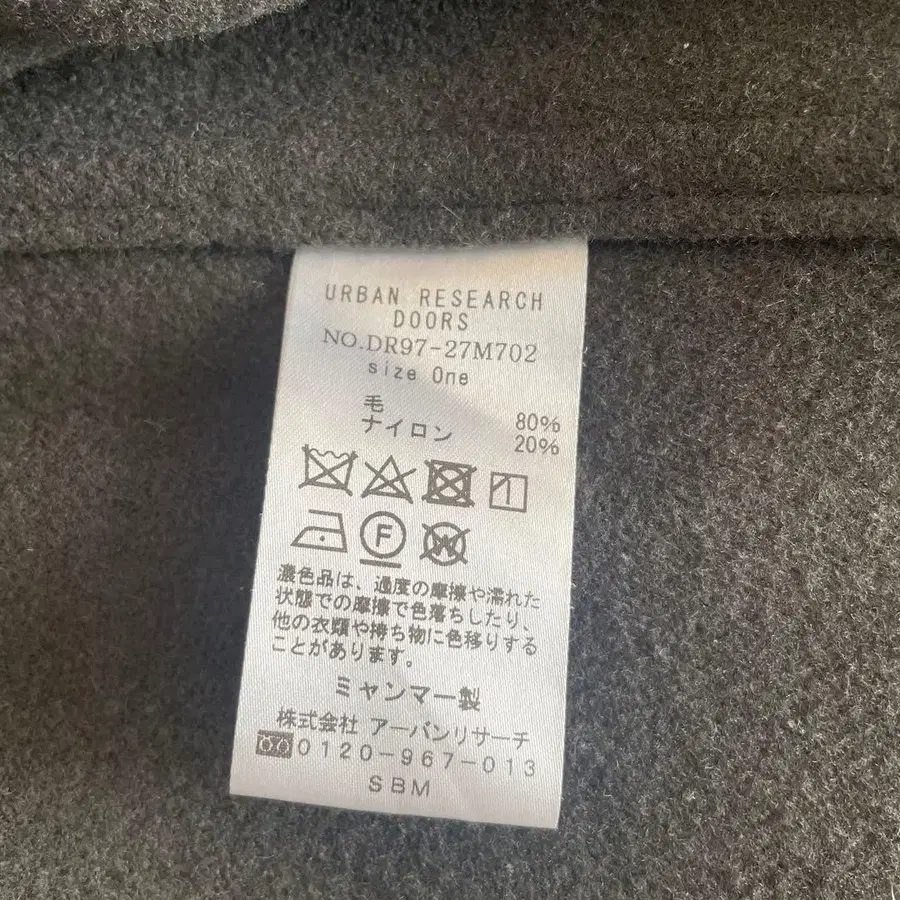 URBAN RESEARCH
DOORS
NO.DR97-27M702
size One
毛 80%
ナイロン 20%
F
W
濃色品は、過度の摩擦や濡れた
状態での摩擦で色落ちしたり、
他の衣類や持ち物に色移りする
ことがあります。
ミャンマー製
株式会社 アーバンリサーチ
0120-967-013
SBM